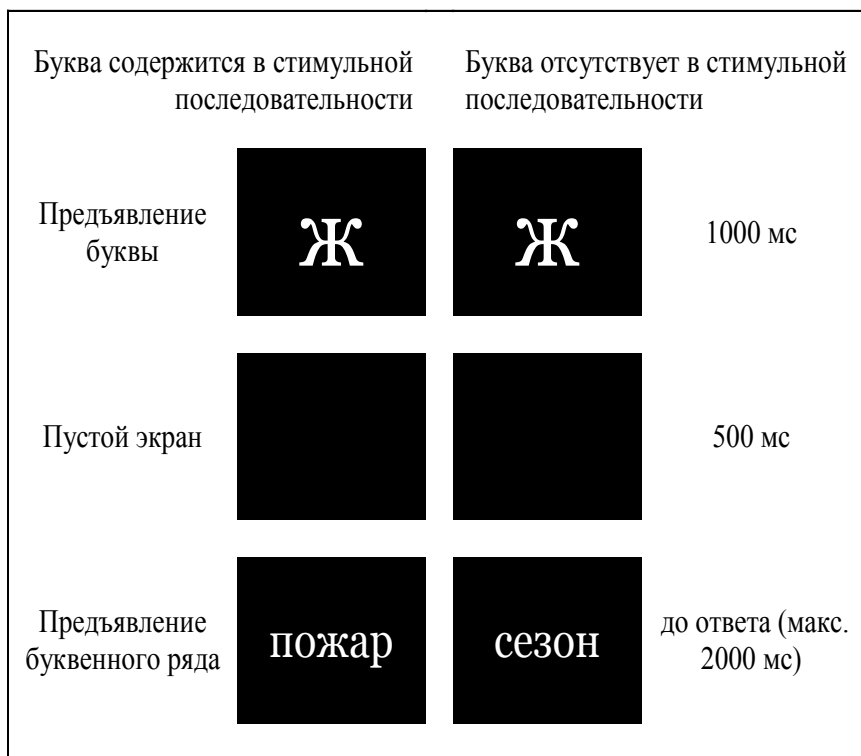 Буква содержится в стимульной
последовательности
Буква отсутствует в стимульной
последовательности
Предъявление
буквы
ж
ж
1000 мс
Пустой экран
500 мс
Предъявление
буквенного ряда
пожар
сезон
до ответа (макс.
2000 мс)